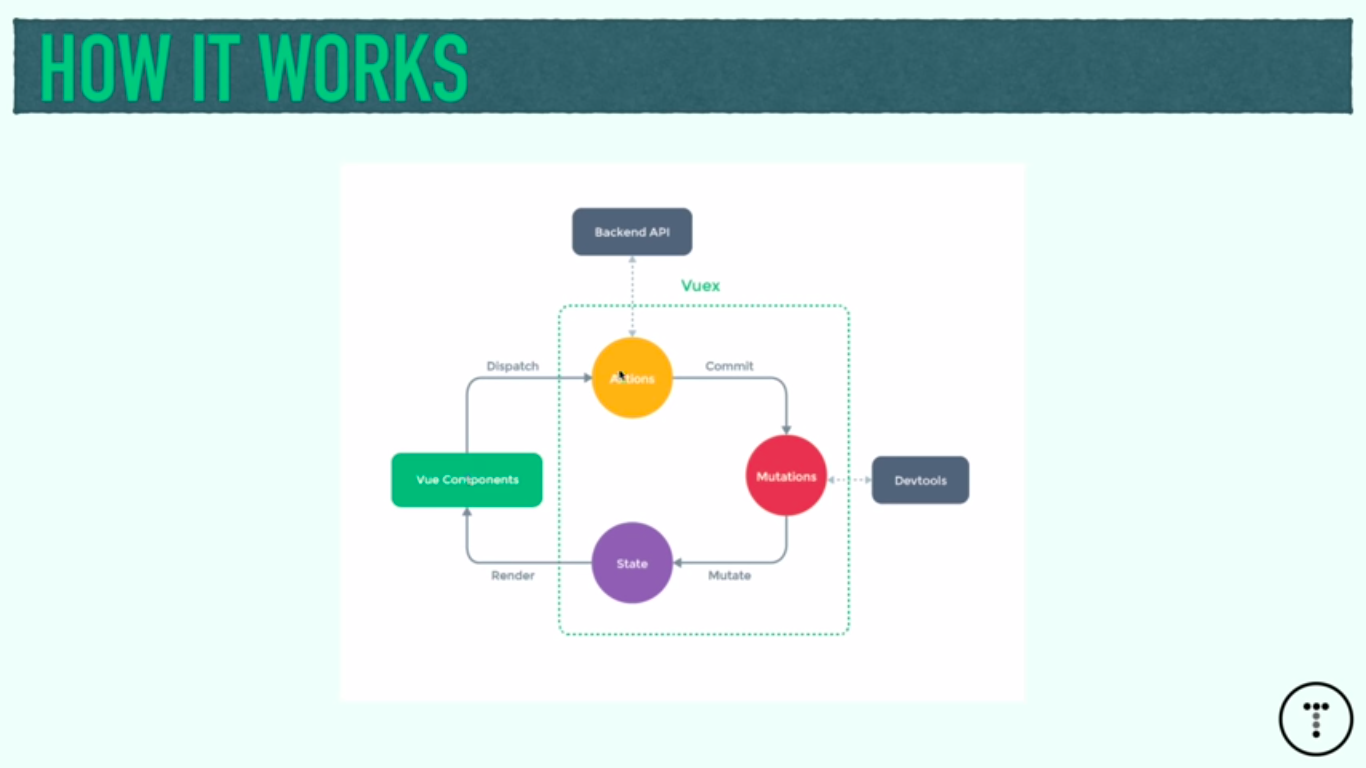 HOW IT WORKS
Backend API
Vuex
Dispatch
Actions
Commit
Vue Components
Mutations
Devtools
State
Render
Mutate